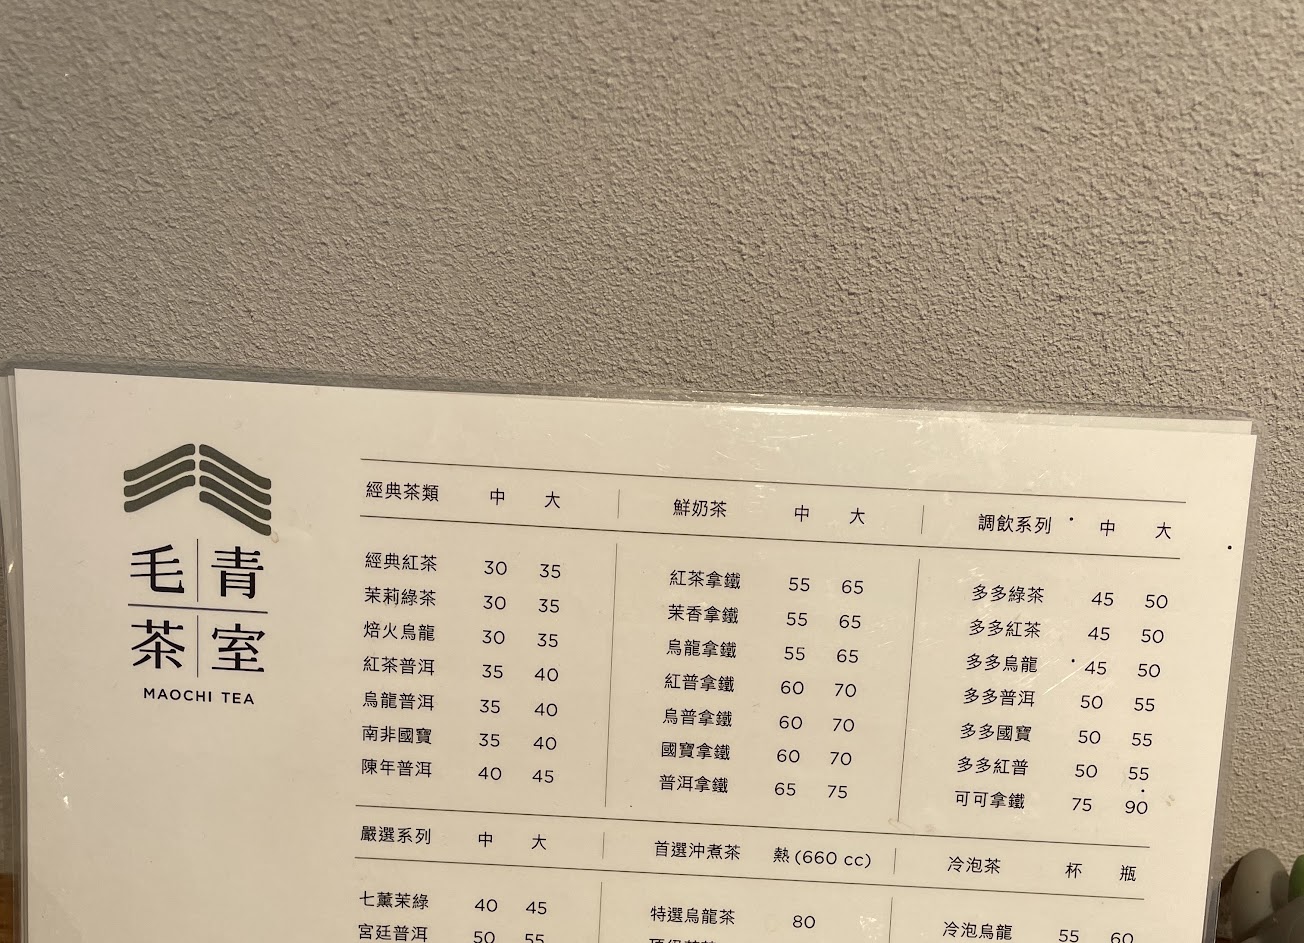 毛青
茶室
MAOCHI TEA
經典茶類 中 大
經典紅茶 30 35
茉莉綠茶 30 35
焙火烏龍 30 35
紅茶普洱 35 40
烏龍普洱 35 40
南非國寶 35 40
陳年普洱 40 45
鮮奶茶 中 大
紅茶拿鐵 55 65
茉香拿鐵 55 65
烏龍拿鐵 55 65
紅普拿鐵 60 70
烏普拿鐵 60 70
國寶拿鐵 60 70
普洱拿鐵 65 75
調飲系列 中 大
多多綠茶 45 50
多多紅茶 45 50
多多烏龍 45 50
多多普洱 50 55
多多國寶 50 55
多多紅普 50 55
可可拿鐵 75 90
嚴選系列 中 大
七薰茉綠 40 45
宮廷普洱 50 55
首選沖煮茶 熱(660 cc)
特選烏龍茶 80
冷泡茶 杯 瓶
冷泡烏龍 55 60